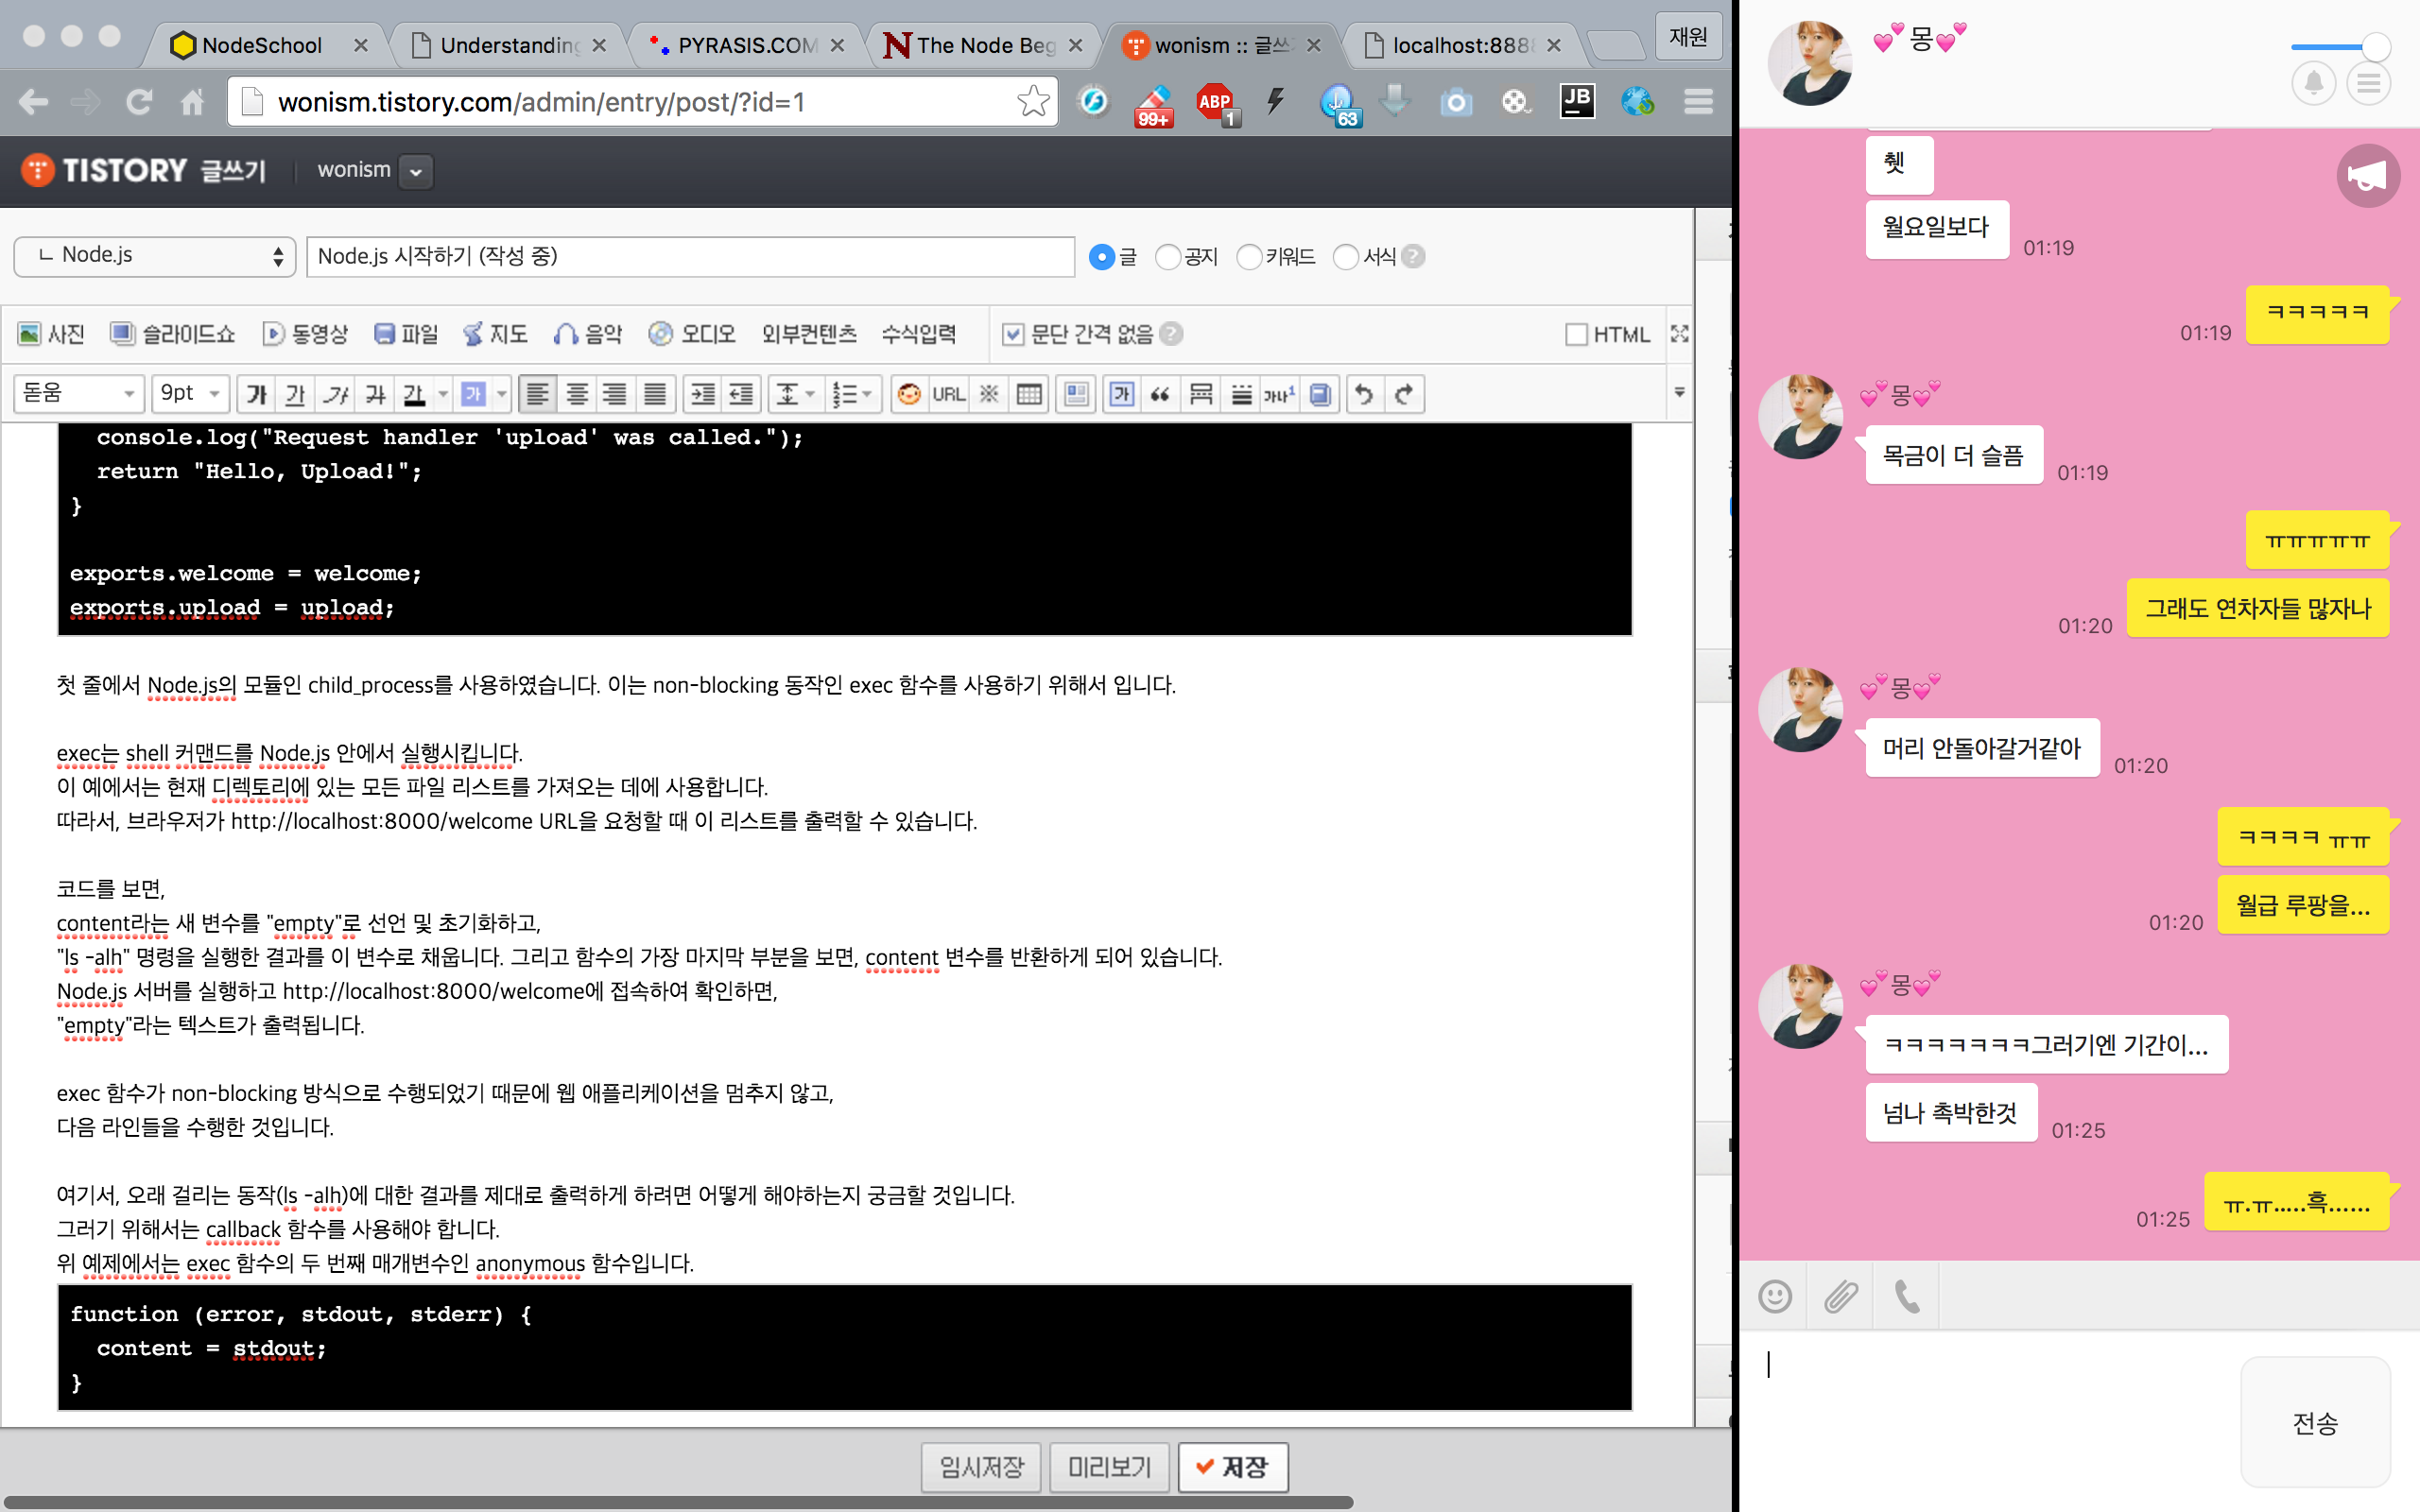 NodeSchool
Understanding
PYRASIS.COM
The Node Beg
wonism :: 글쓰
localhost:888
재원
wonism.tistory.com/admin/entry/post/?id=1
99+
ABP
1
63
JB
TISTORY 글쓰기
wonism
ㄴ Node.js
Node.js 시작하기 (작성 중)
글
공지
키워드
서식
?
사진
슬라이드쇼
동영상
파일
지도
음악
오디오
외부컨텐츠
수식입력
문단 간격 없음
?
HTML
돋움
9pt
가
가
가
가
가
가
URL
※
가
가나1
console.log("Request handler 'upload' was called.");
return "Hello, Upload!";
}
exports.welcome = welcome;
exports.upload = upload;
첫 줄에서 Node.js의 모듈인 child_process를 사용하였습니다. 이는 non-blocking 동작인 exec 함수를 사용하기 위해서 입니다.
exec는 shell 커맨드를 Node.js 안에서 실행시킵니다.
이 예에서는 현재 디렉토리에 있는 모든 파일 리스트를 가져오는 데에 사용합니다.
따라서, 브라우저가 http://localhost:8000/welcome URL을 요청할 때 이 리스트를 출력할 수 있습니다.
코드를 보면,
content라는 새 변수를 "empty"로 선언 및 초기화하고,
"ls -alh" 명령을 실행한 결과를 이 변수로 채웁니다. 그리고 함수의 가장 마지막 부분을 보면, content 변수를 반환하게 되어 있습니다.
Node.js 서버를 실행하고 http://localhost:8000/welcome에 접속하여 확인하면,
"empty"라는 텍스트가 출력됩니다.
exec 함수가 non-blocking 방식으로 수행되었기 때문에 웹 애플리케이션을 멈추지 않고,
다음 라인들을 수행한 것입니다.
여기서, 오래 걸리는 동작(ls -alh)에 대한 결과를 제대로 출력하게 하려면 어떻게 해야하는지 궁금할 것입니다.
그러기 위해서는 callback 함수를 사용해야 합니다.
위 예제에서는 exec 함수의 두 번째 매개변수인 anonymous 함수입니다.
function (error, stdout, stderr) {
content = stdout;
}
임시저장
미리보기
저장
💕몽💕
췟
월요일보다
01:19
ㅋㅋㅋㅋㅋ
01:19
💕몽💕
목금이 더 슬픔
01:19
ㅠㅠㅠㅠㅠ
그래도 연차자들 많자나
01:20
💕몽💕
머리 안돌아갈거같아
01:20
ㅋㅋㅋㅋ ㅠㅠ
월급 루팡을...
01:20
💕몽💕
ㅋㅋㅋㅋㅋㅋㅋ그러기엔 기간이...
넘나 촉박한것
01:25
ㅠ.ㅠ.....흑......
01:25
전송